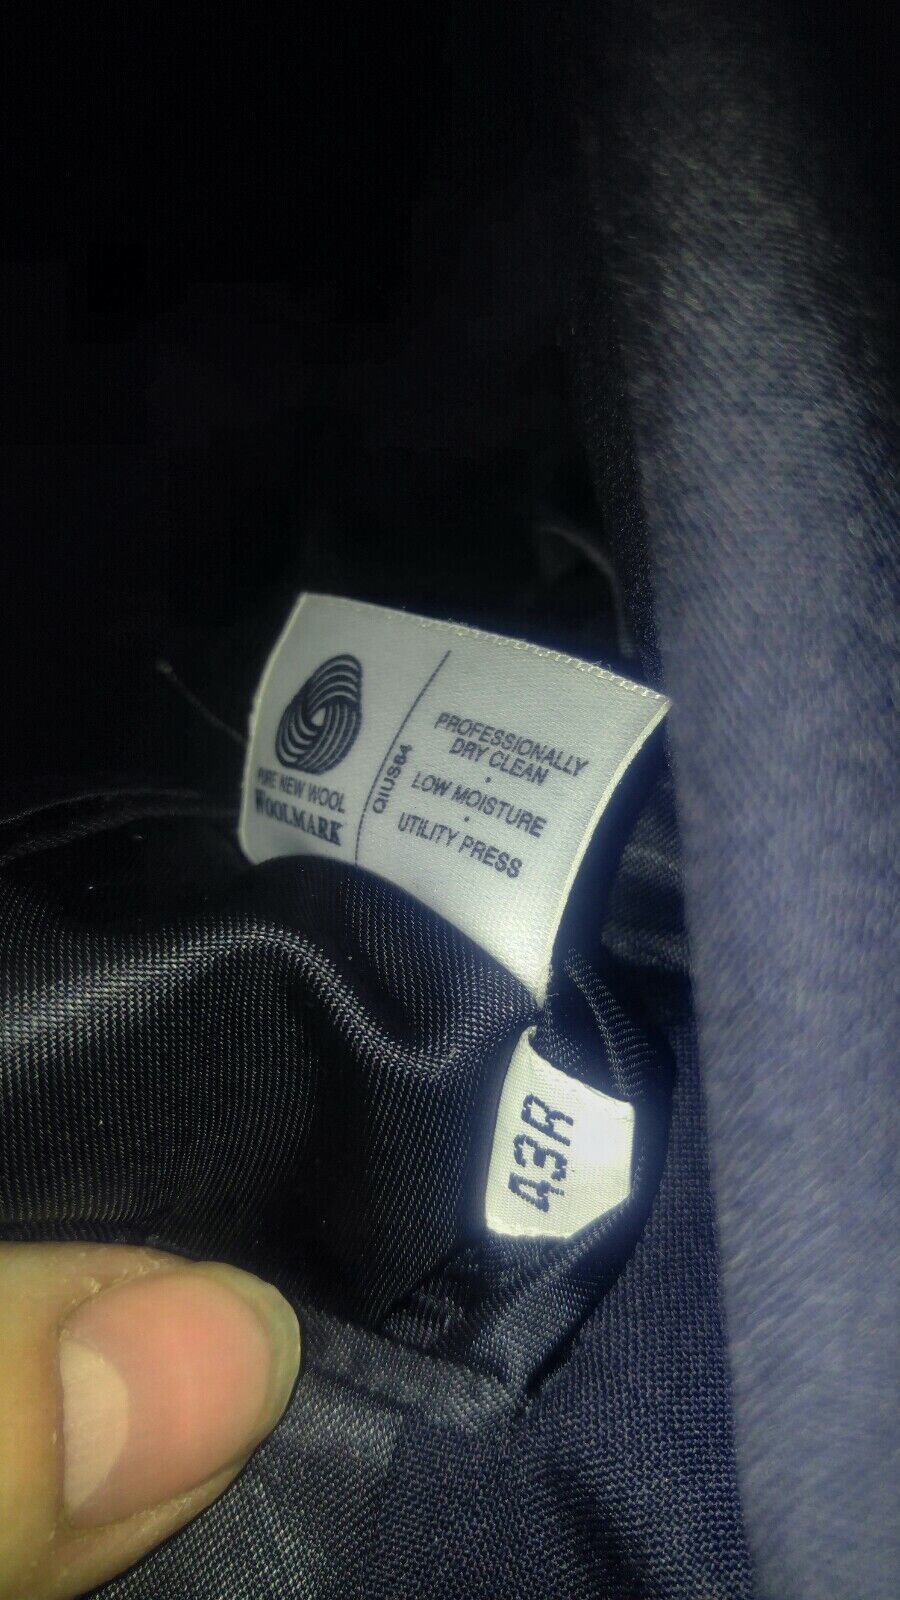 PURE NEW WOOL
WOOLMARK
QIUS64
PROFESSIONALLY
DRY CLEAN
•
LOW MOISTURE
•
UTILITY PRESS
43R